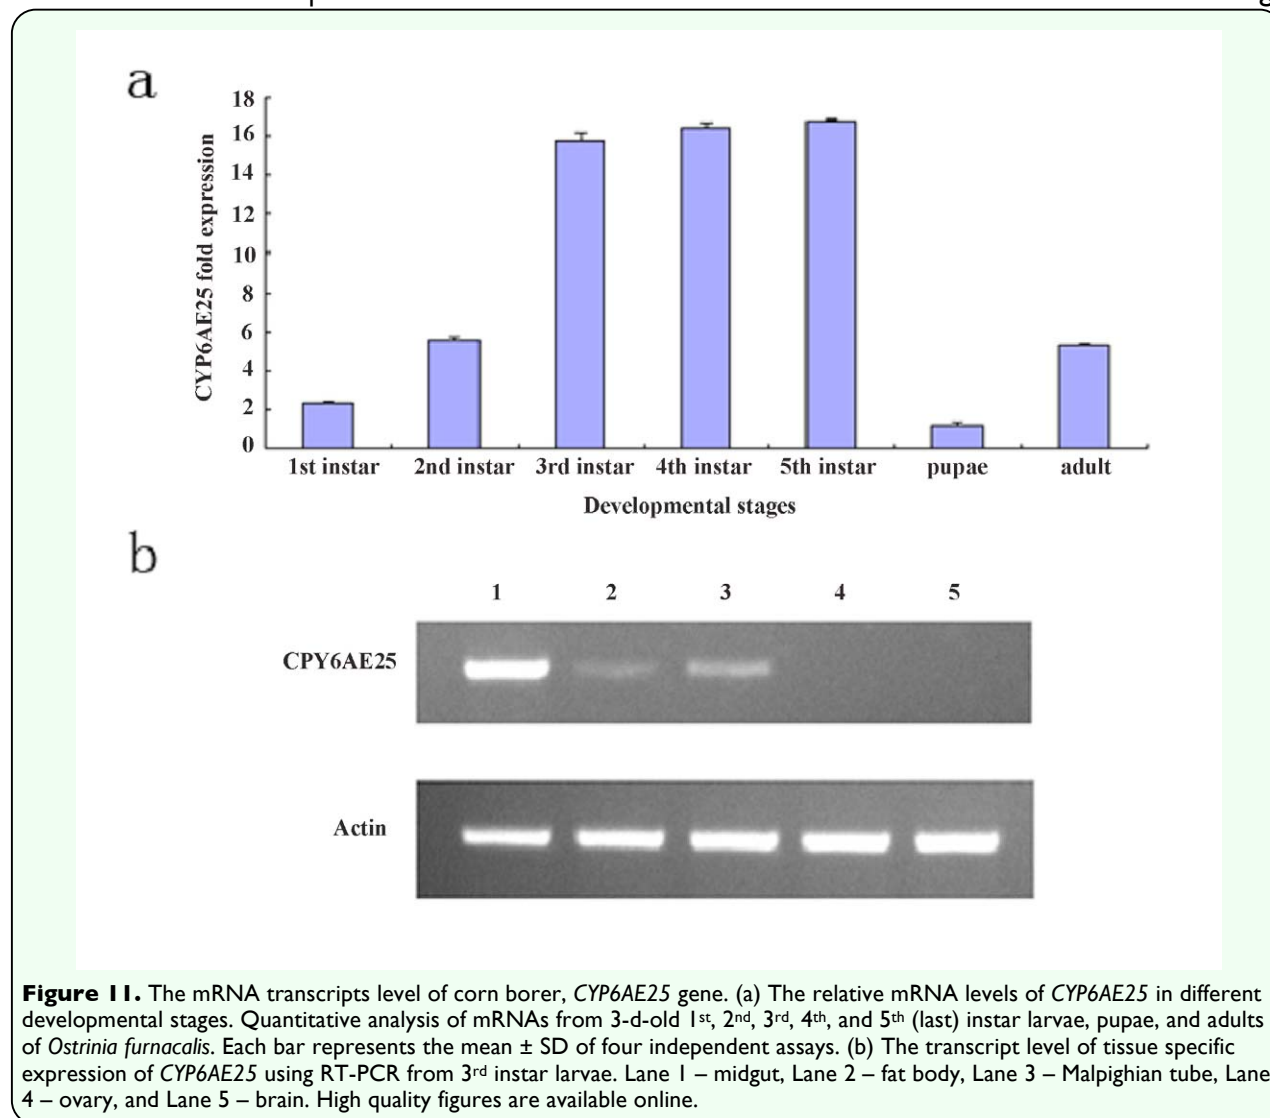 a
18
16
14
12
10
8
6
4
2
0
CYP6AE25 fold expression
1st instar 2nd instar 3rd instar 4th instar 5th instar pupae adult
Developmental stages
b
1 2 3 4 5
CPY6AE25
Actin
Figure 11. The mRNA transcripts level of corn borer, CYP6AE25 gene. (a) The relative mRNA levels of CYP6AE25 in different
developmental stages. Quantitative analysis of mRNAs from 3-d-old 1st, 2nd, 3rd, 4th, and 5th (last) instar larvae, pupae, and adults
of Ostrinia furnacalis. Each bar represents the mean ± SD of four independent assays. (b) The transcript level of tissue specific
expression of CYP6AE25 using RT-PCR from 3rd instar larvae. Lane 1 – midgut, Lane 2 – fat body, Lane 3 – Malpighian tube, Lane
4 – ovary, and Lane 5 – brain. High quality figures are available online.